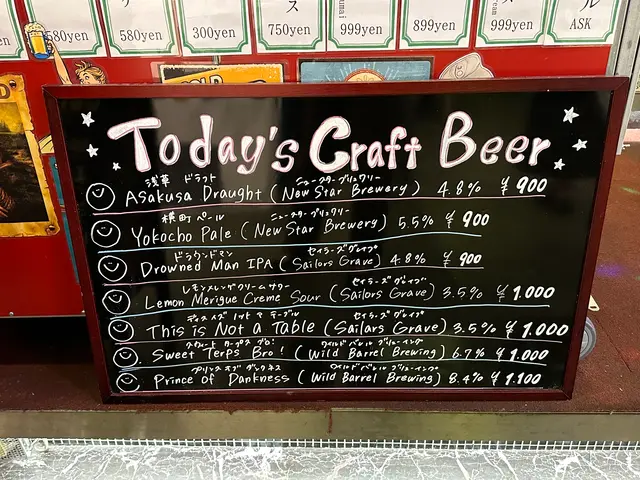 580yen
580yen
300yen
ス
750yen
999yen
899yen
999yen
ル
ASK
Today's Craft Beer
浅草 ドラフト ニュースターブリュワリー
Asakusa Draught (New Star Brewery) 4.8% ¥900
横町 ペール ニュースターブリュワリー
Yokocho Pale (New Star Brewery) 5.5% ¥900
ドラウンドマン セイラーズグレイブ
Drowned Man IPA (Sailors Grave) 4.8% ¥900
レモンメレンゲクリームサワー セイラーズグレイブ
Lemon Merigue Creme Sour (Sailors Grave) 3.5% ¥1.000
ディスイズ ノット ア テーブル セイラーズグレイブ
This is Not a Table (Sailars Grave) 3.5% ¥1.000
スウィート タープス ブロ! ワイルド バレル ブリューイング
Sweet Terps Bro! (Wild Barrel Brewing) 6.7% ¥1.000
プリンス オブ ダンクネス ワイルド バレル ブリューイング
Prince of Dankness (Wild Barrel Brewing) 8.4% ¥1.100